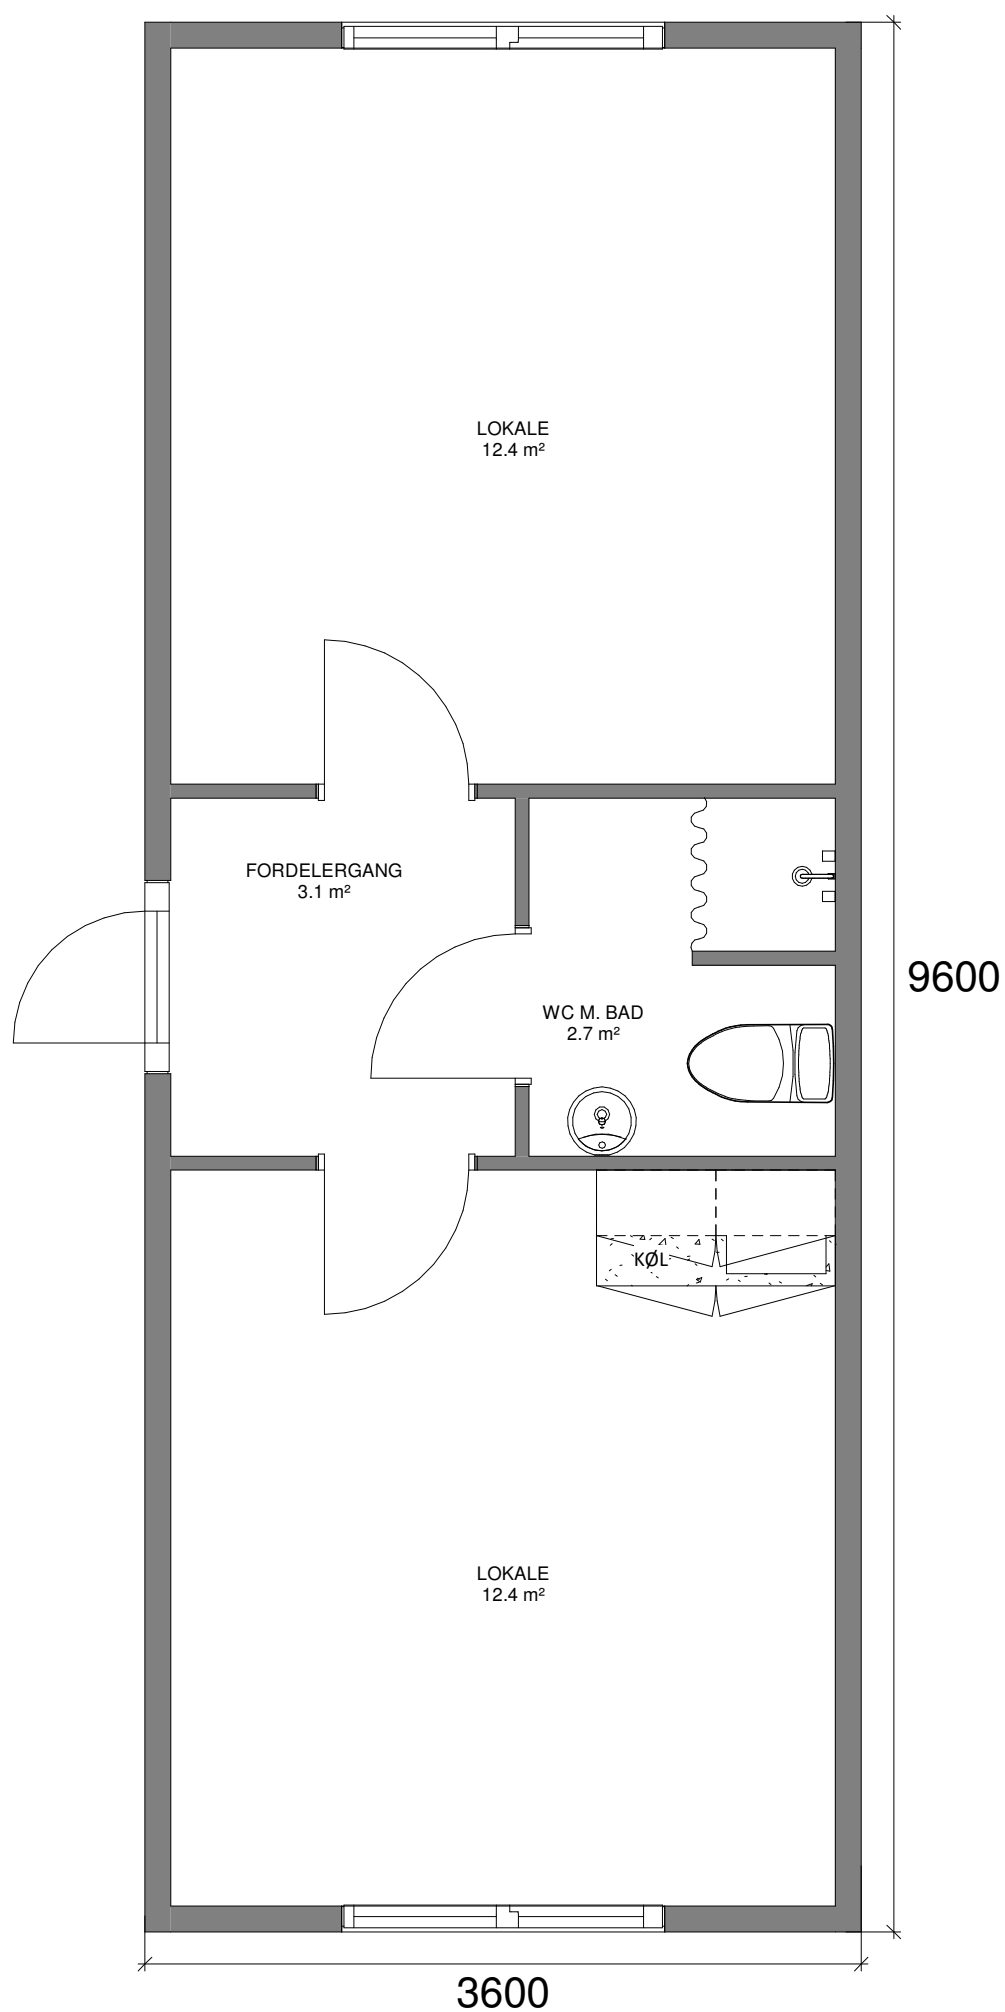 LOKALE
12.4 m²
FORDELERGANG
3.1 m²
9600
WC M. BAD
2.7 m²
KØL
LOKALE
12.4 m²
3600